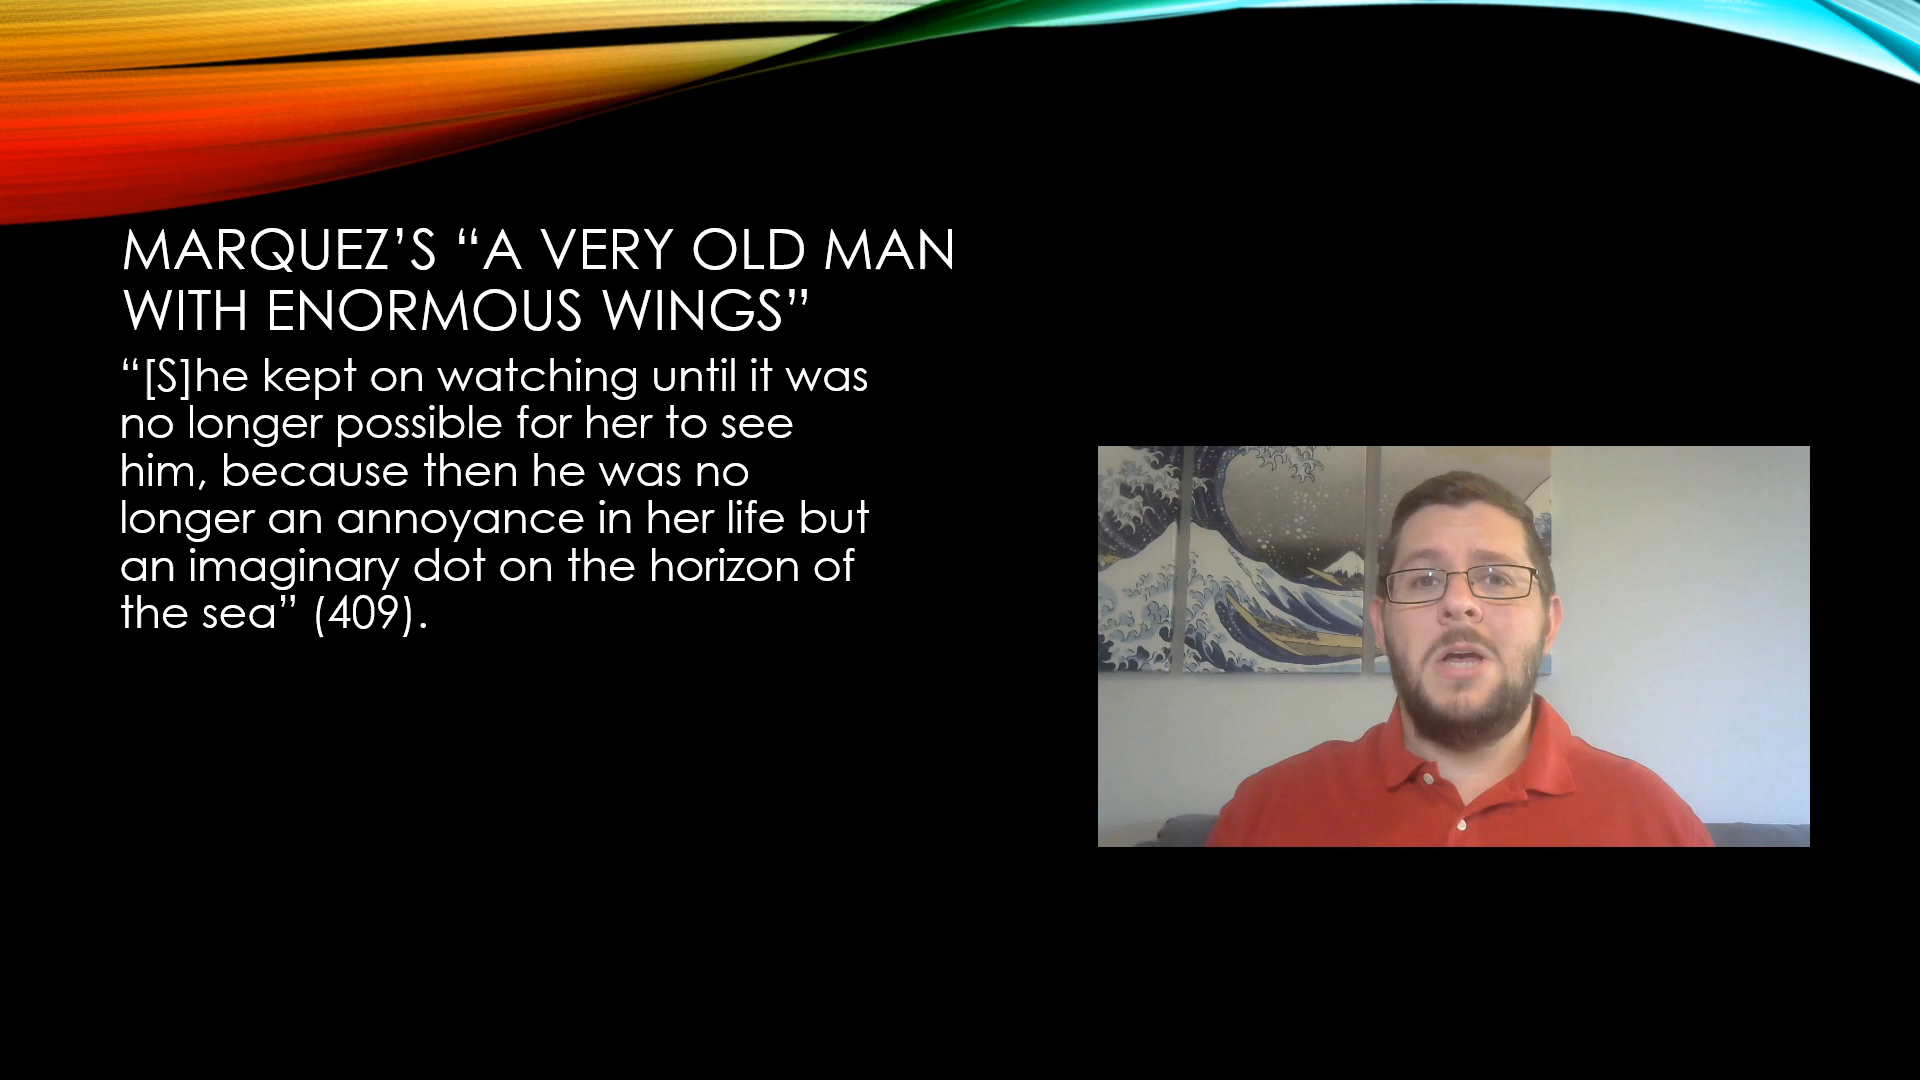 MARQUEZ’S “A VERY OLD MAN
WITH ENORMOUS WINGS”
“[S]he kept on watching until it was
no longer possible for her to see
him, because then he was no
longer an annoyance in her life but
an imaginary dot on the horizon of
the sea” (409).